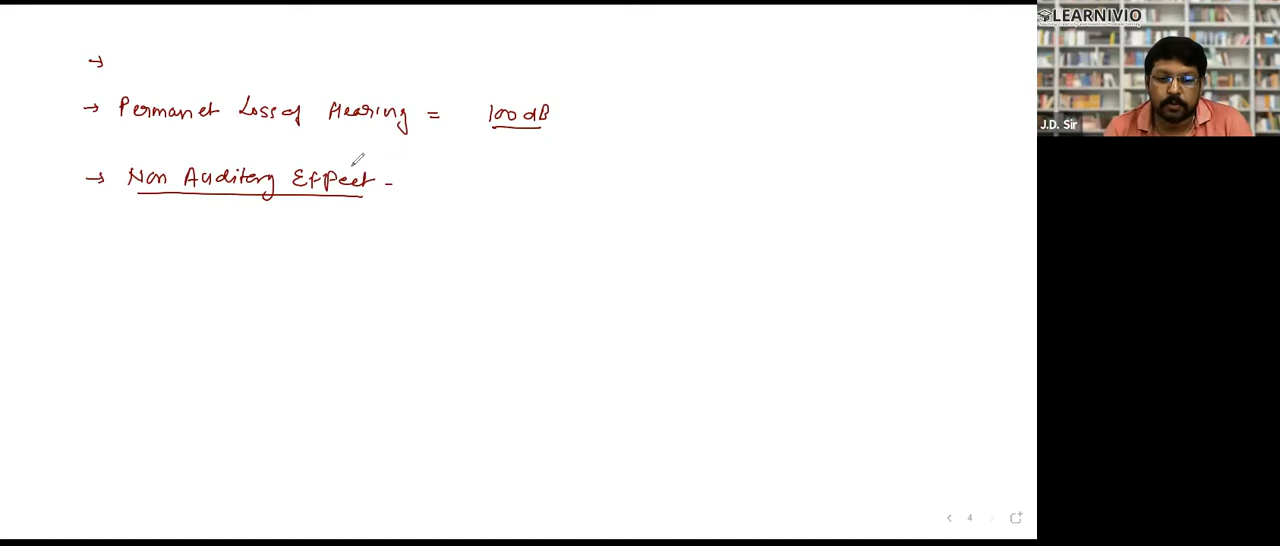 LEARNIVIO
J.D. Sir
→
→ Permanet Loss of Hearing = 100 dB
→ Non Auditory Effect -
4